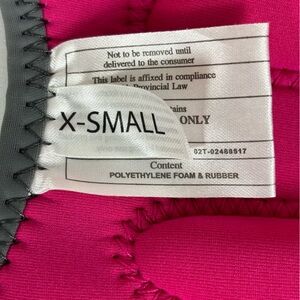 Not to be removed until
delivered to the consumer
This label is affixed in compliance
Provincial Law
X-SMALL
ONLY
02T-02488517
Content
POLYETHYLENE FOAM & RUBBER